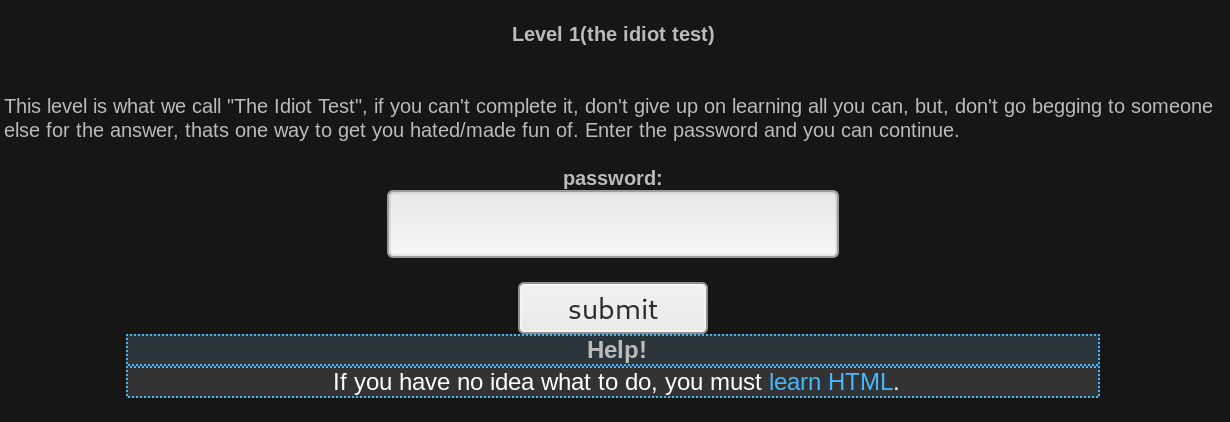 Level 1(the idiot test)
This level is what we call "The Idiot Test", if you can't complete it, don't give up on learning all you can, but, don't go begging to someone
else for the answer, thats one way to get you hated/made fun of. Enter the password and you can continue.
password:
submit
Help!
If you have no idea what to do, you must learn HTML.